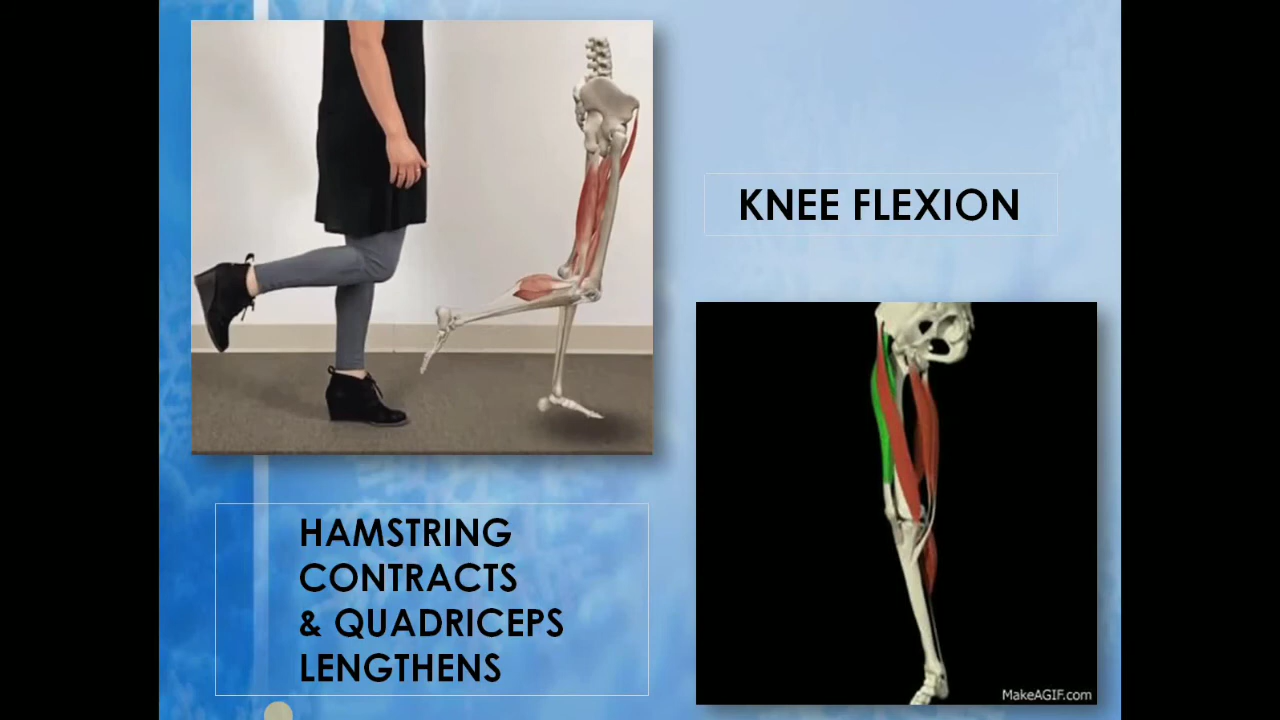 KNEE FLEXION
HAMSTRING
CONTRACTS
& QUADRICEPS
LENGTHENS
MakeAGIF.com